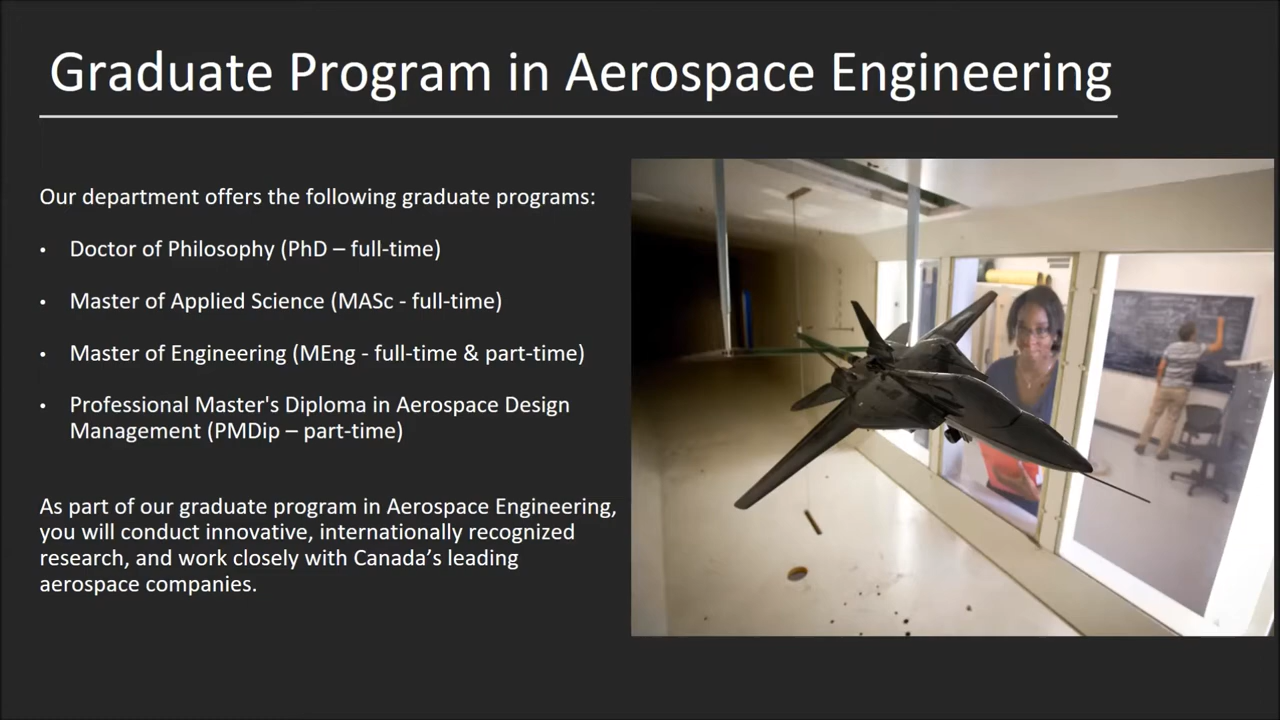 Graduate Program in Aerospace Engineering
Our department offers the following graduate programs:
• Doctor of Philosophy (PhD – full-time)
• Master of Applied Science (MASc - full-time)
• Master of Engineering (MEng - full-time & part-time)
• Professional Master's Diploma in Aerospace Design
Management (PMDip – part-time)
As part of our graduate program in Aerospace Engineering,
you will conduct innovative, internationally recognized
research, and work closely with Canada’s leading
aerospace companies.